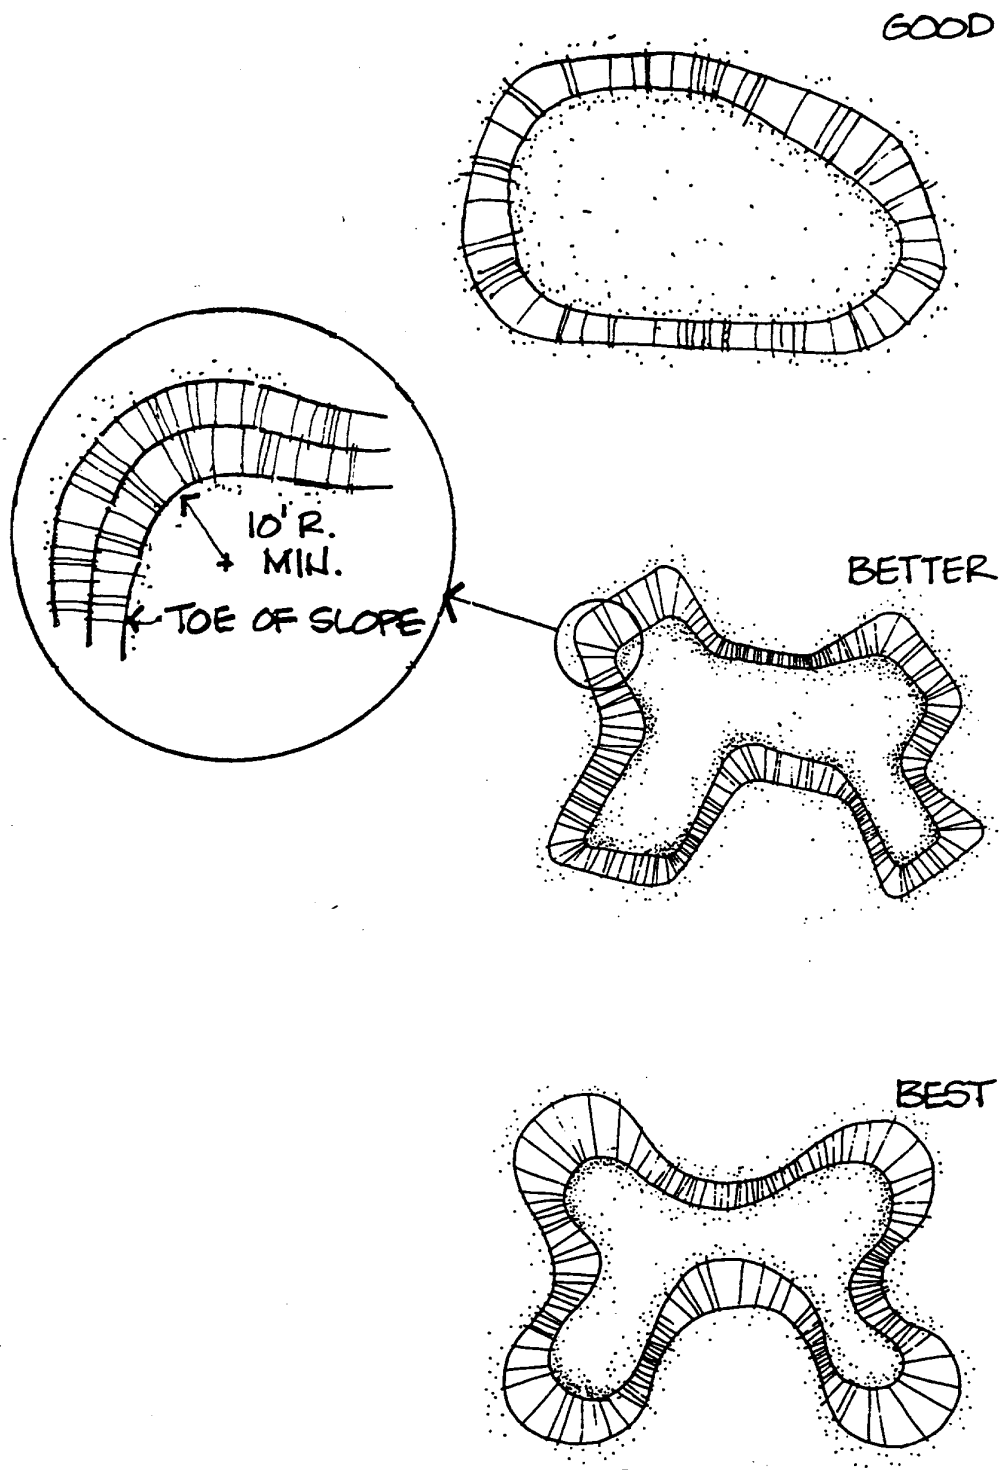 GOOD
10' R.
MIN.
TOE OF SLOPE
BETTER
BEST